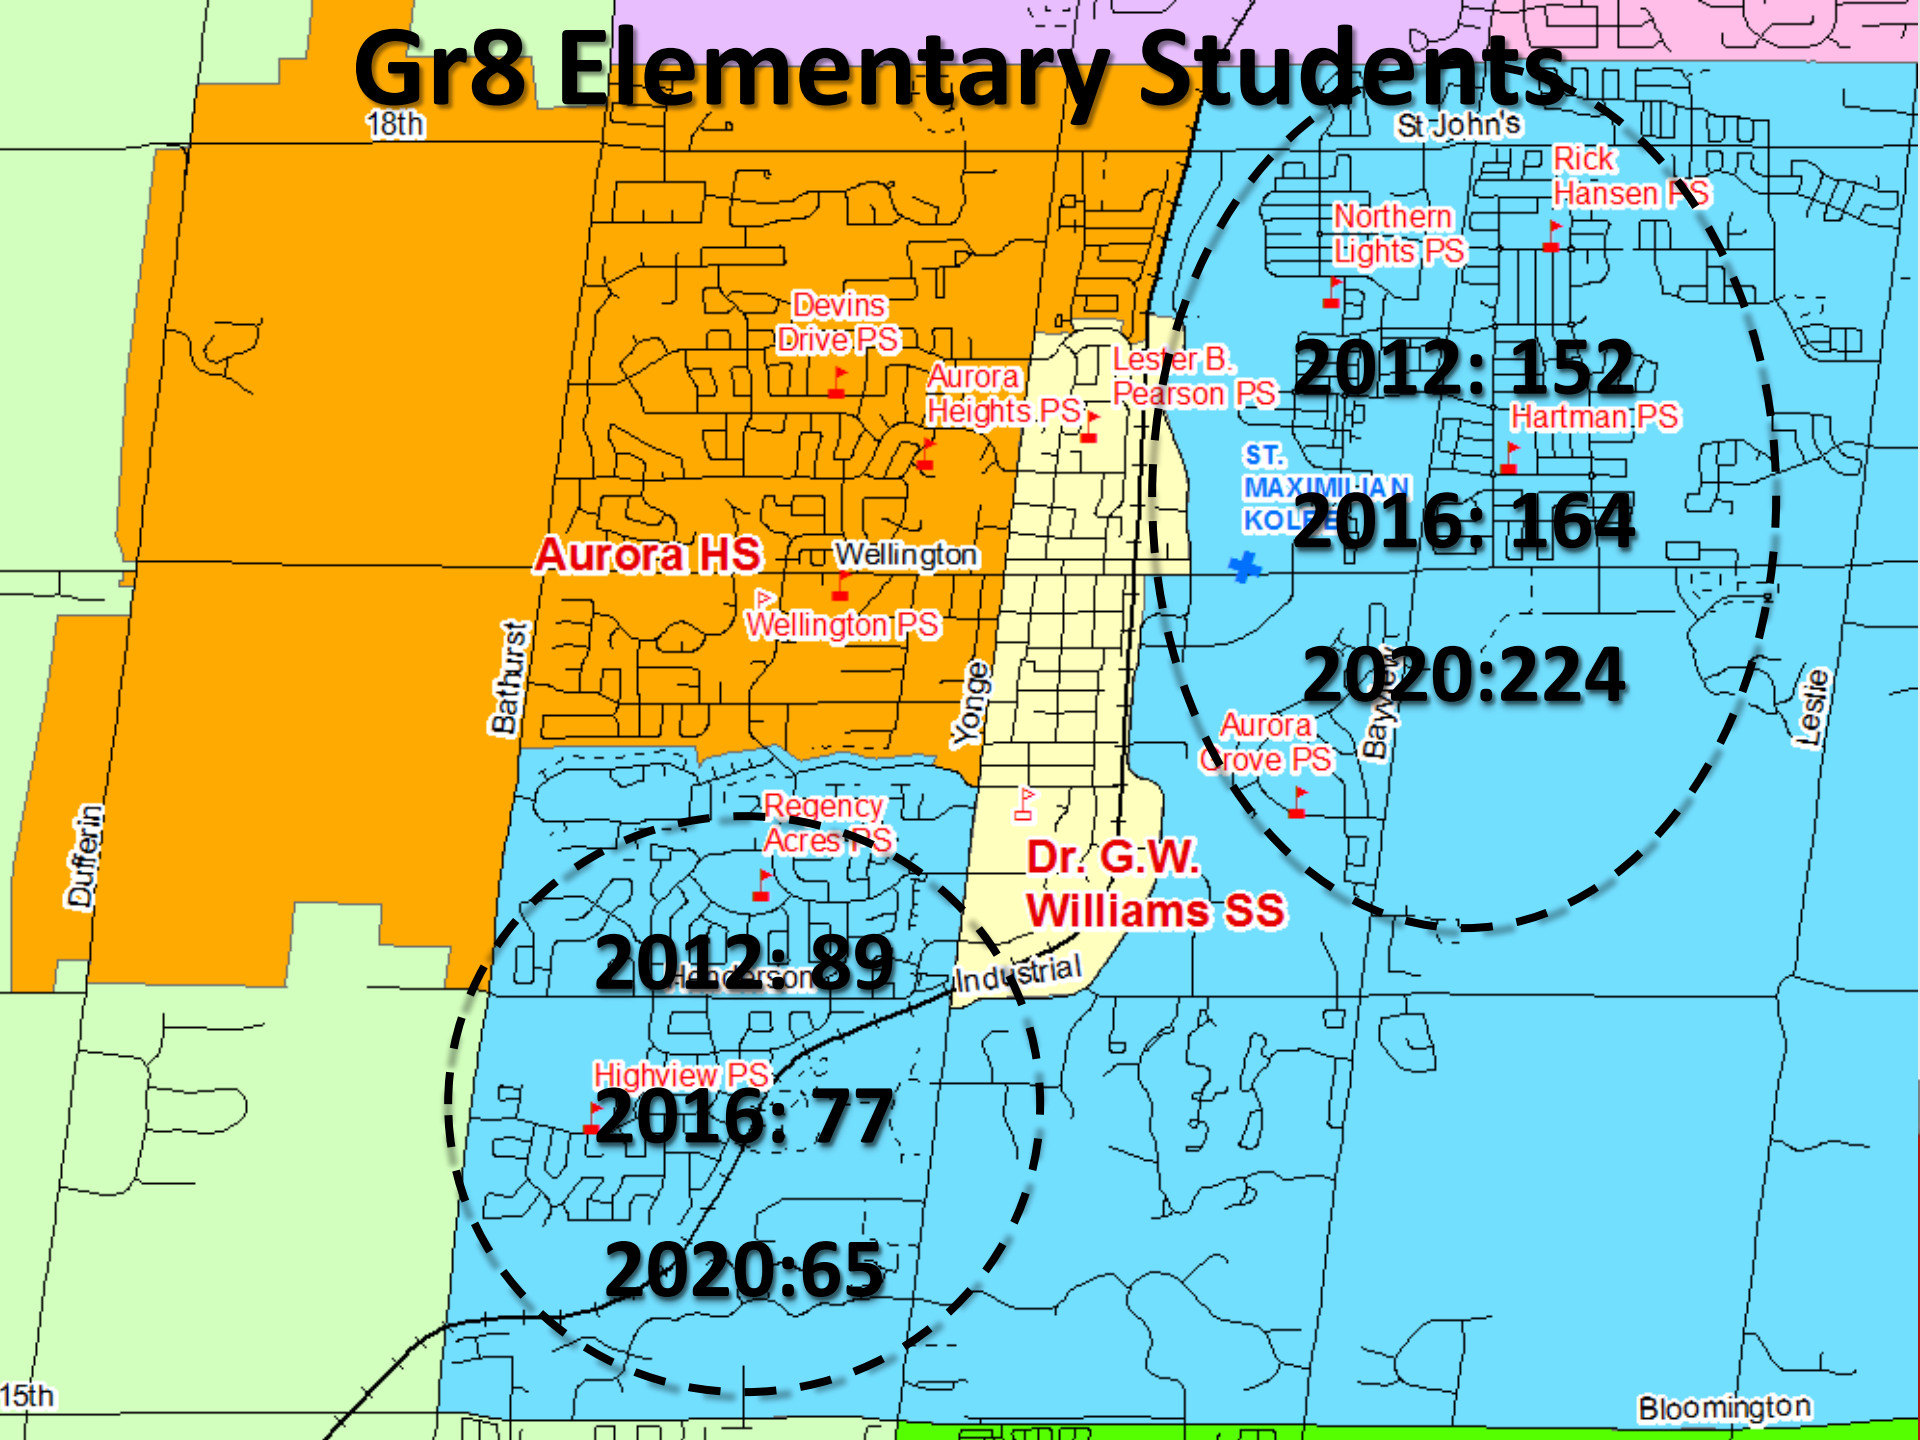 Gr8 Elementary Students
18th
St John's
Rick
Hansen PS
Northern
Lights PS
Devins
Drive PS
Lester B.
Pearson PS
Aurora
Heights PS
2012: 152
Hartman PS
ST.
MAXIMILIAN
KOLBE
2016: 164
Aurora HS
Wellington
Wellington PS
Bathurst
Yonge
2020:224
Bayview
Leslie
Aurora
Grove PS
Regency
Acres PS
Dufferin
Dr. G.W.
Williams SS
2012: 89
Henderson
Industrial
Highview PS
2016: 77
2020:65
15th
Bloomington